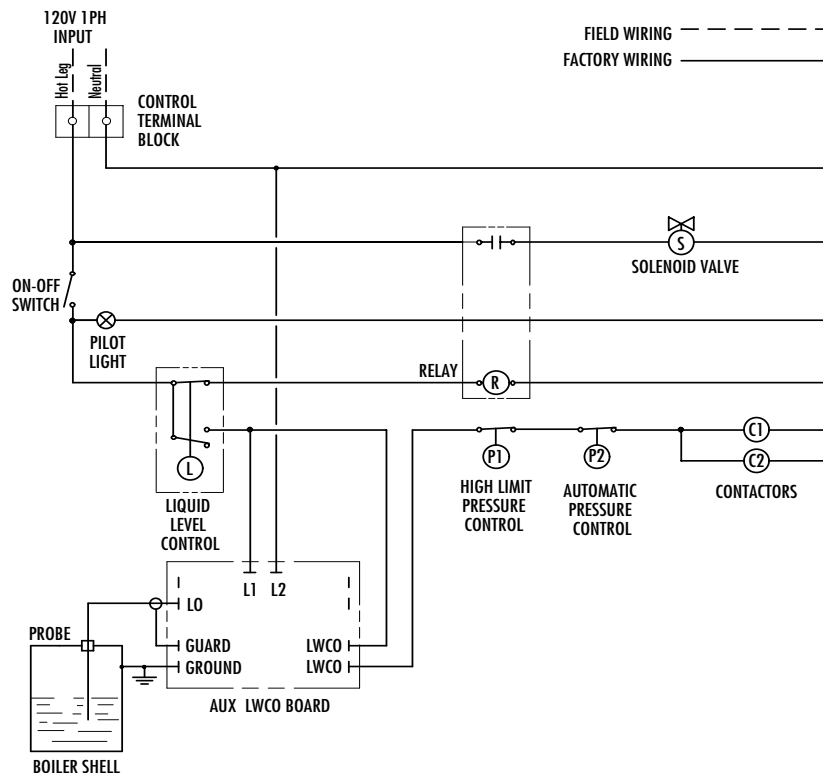 120V 1PH
INPUT
FIELD WIRING
FACTORY WIRING
Hot Leg
Neutral
CONTROL
TERMINAL
BLOCK
S
SOLENOID VALVE
ON-OFF
SWITCH
PILOT
LIGHT
RELAY
R
L
LIQUID
LEVEL
CONTROL
P1
HIGH LIMIT
PRESSURE
CONTROL
P2
AUTOMATIC
PRESSURE
CONTROL
C1
C2
CONTACTORS
L1 L2
LO
GUARD
GROUND
LWCO
LWCO
PROBE
AUX LWCO BOARD
BOILER SHELL